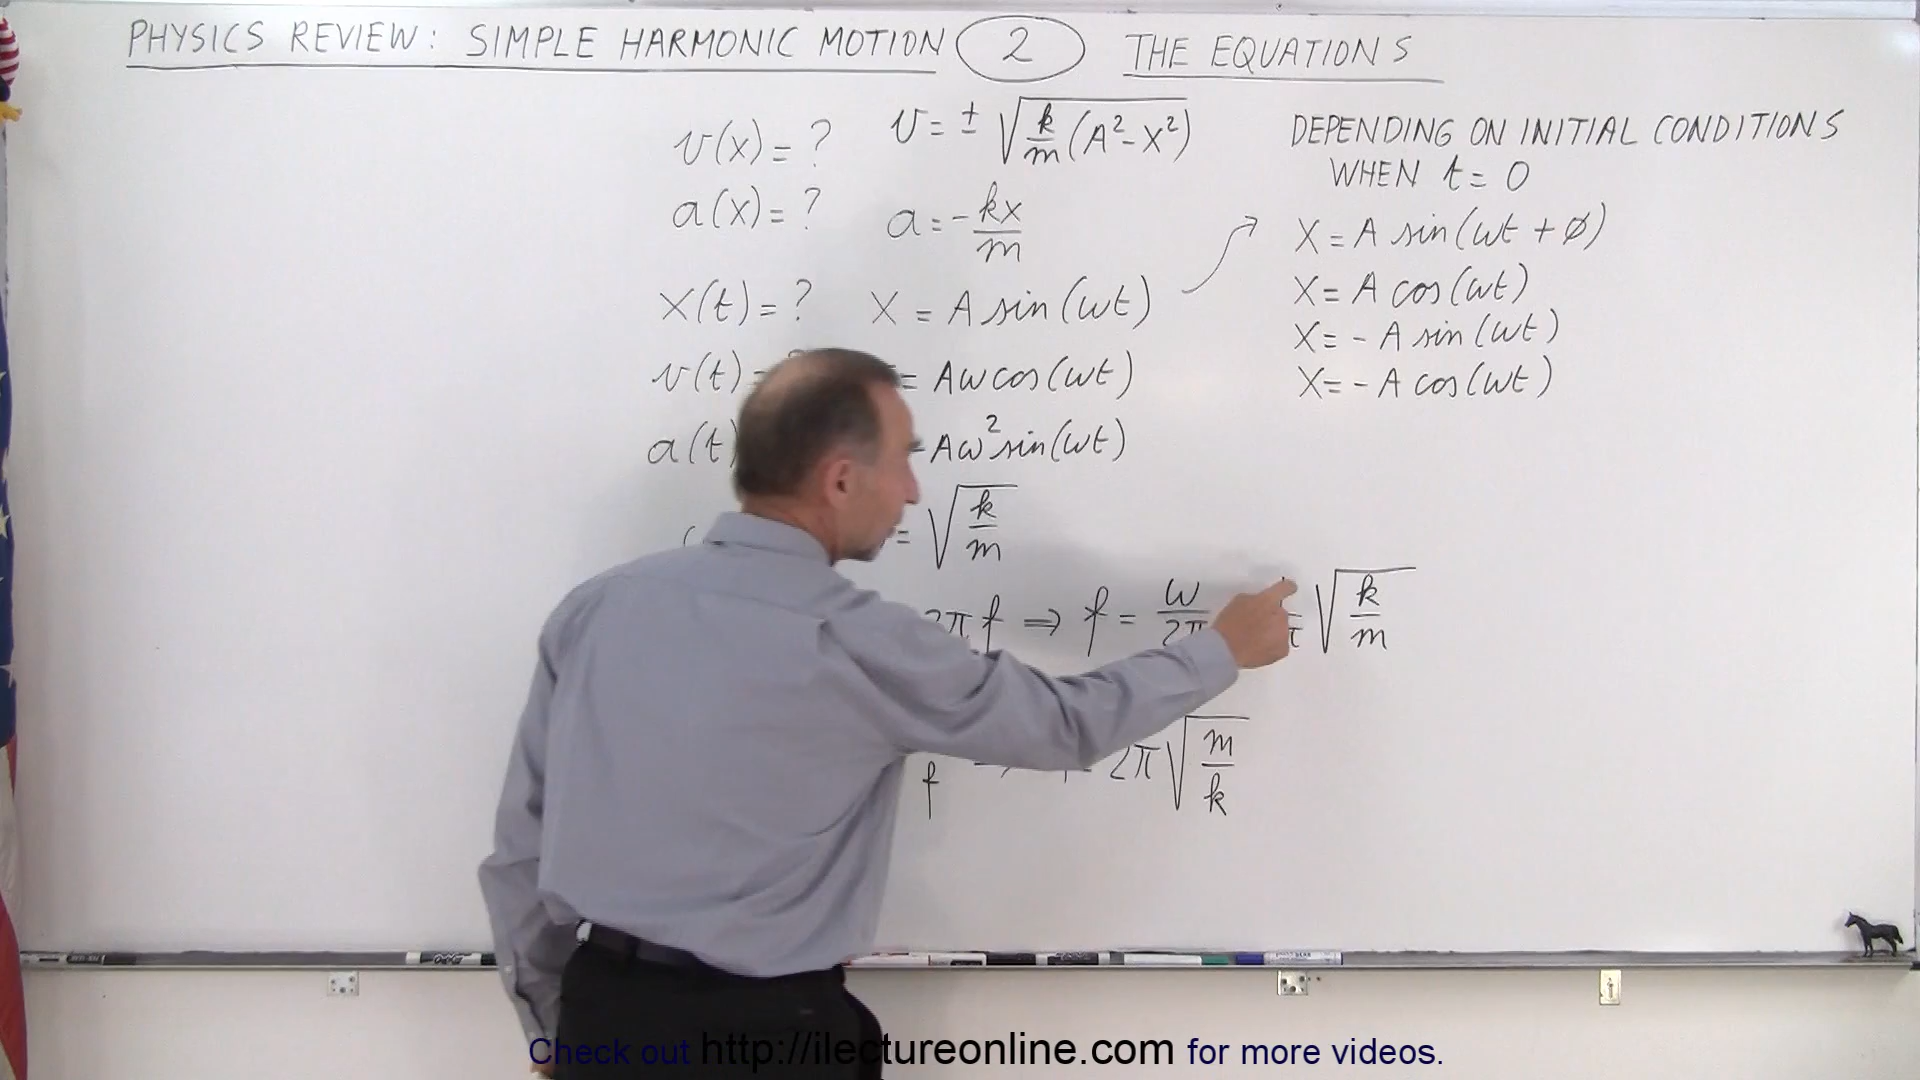 PHYSICS REVIEW: SIMPLE HARMONIC MOTION 2 THE EQUATIONS
v(x) = ? v = ± √(k/m (A² - x²))
a(x) = ? a = - kx/m
x(t) = ? x = A sin(ωt)
v(t) = Aω cos(ωt)
a(t) - Aω² sin(ωt)
= √(k/m)
2π f ⇒ f = ω/2π √(k/m)
f 2π √(m/k)
DEPENDING ON INITIAL CONDITIONS
WHEN t = 0
x = A sin(ωt + ø)
x = A cos(ωt)
x = - A sin(ωt)
x = - A cos(ωt)
Check out http://ilectureonline.com for more videos.